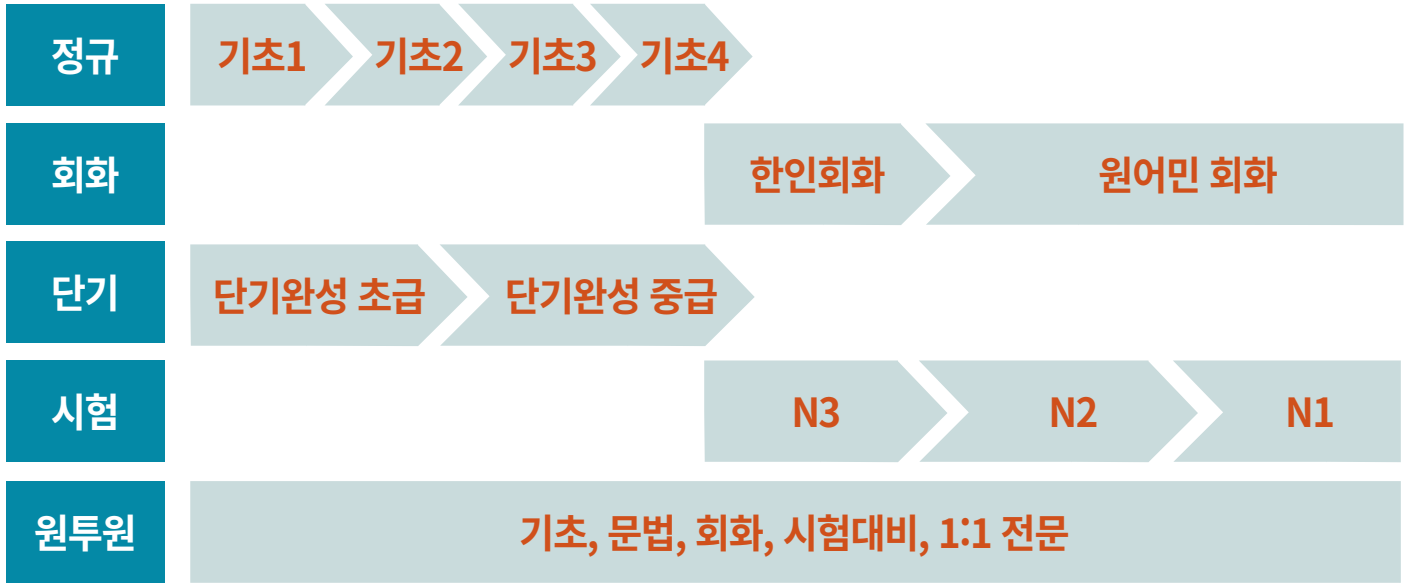 정규 기초1 기초2 기초3 기초4
회화 한인회화 원어민 회화
단기 단기완성 초급 단기완성 중급
시험 N3 N2 N1
원투원 기초, 문법, 회화, 시험대비, 1:1 전문